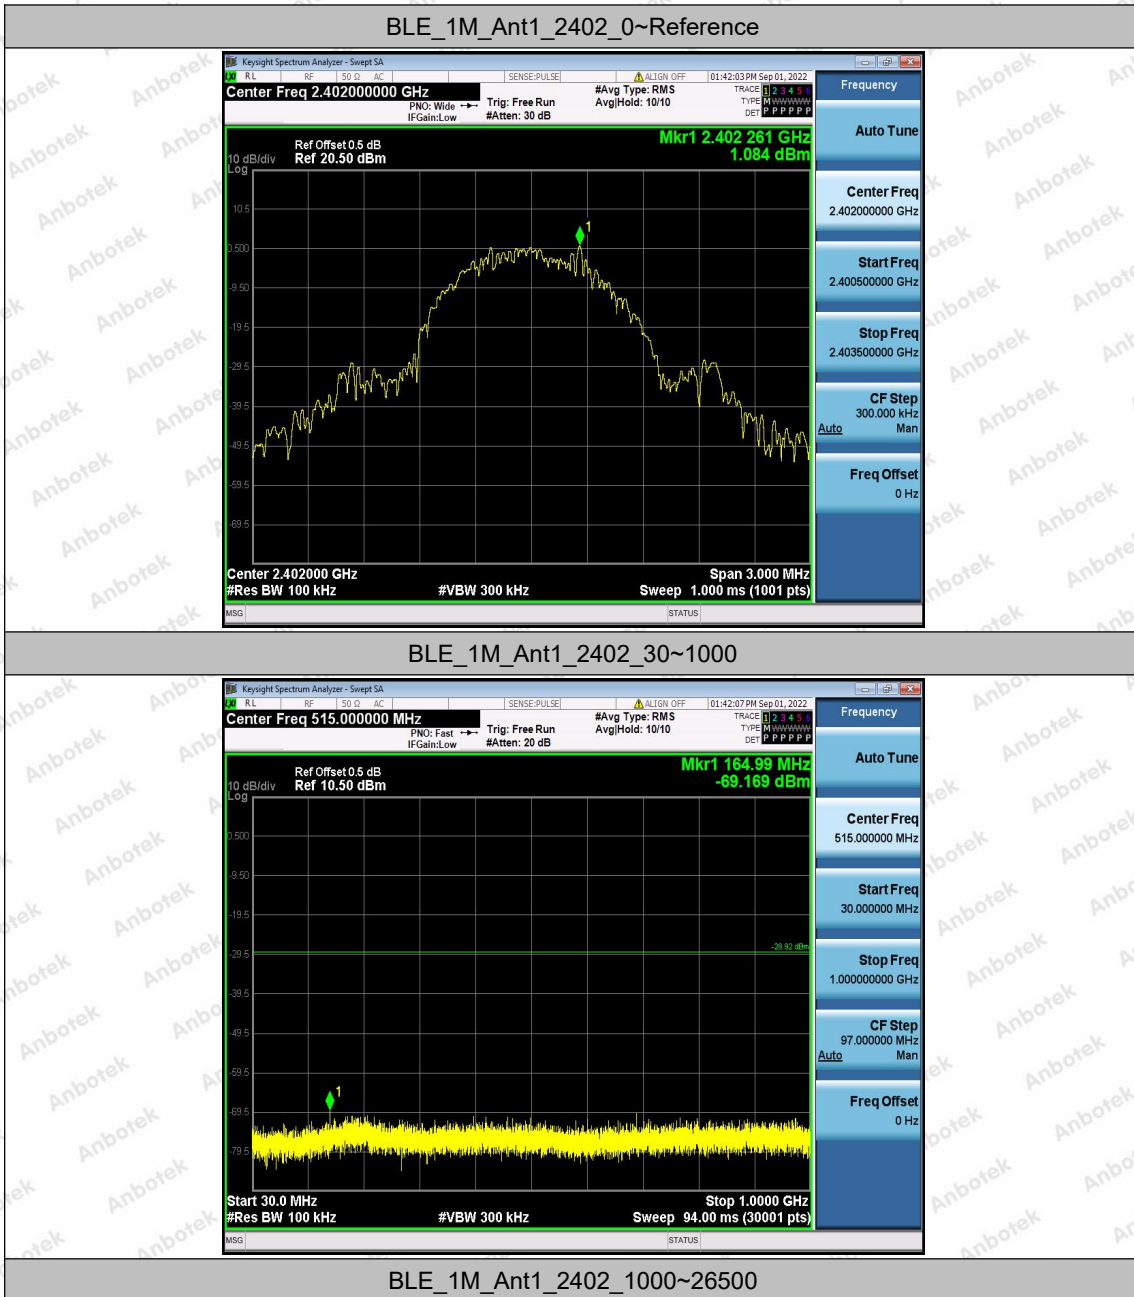 BLE_1M_Ant1_2402_0~Reference
Keysight Spectrum Analyzer - Swept SA
LXI RL RF 50 Ω AC SENSE:PULSE ALIGN OFF 01:42:03 PM Sep 01, 2022
Center Freq 2.402000000 GHz #Avg Type: RMS TRACE 1 2 3 4 5 6
PNO: Wide Trig: Free Run Avg|Hold: 10/10 TYPE M WWWWW
IFGain:Low #Atten: 30 dB DET P P P P P P
Frequency
Auto Tune
Mkr1 2.402 261 GHz
1.084 dBm
Ref Offset 0.5 dB
10 dB/div Ref 20.50 dBm
Log
10.5
0.500
-9.50
-19.5
-29.5
-39.5
-49.5
-59.5
-69.5
1
Center Freq
2.402000000 GHz
Start Freq
2.400500000 GHz
Stop Freq
2.403500000 GHz
CF Step
300.000 kHz
Auto Man
Freq Offset
0 Hz
Center 2.402000 GHz Span 3.000 MHz
#Res BW 100 kHz #VBW 300 kHz Sweep 1.000 ms (1001 pts)
MSG STATUS
BLE_1M_Ant1_2402_30~1000
Keysight Spectrum Analyzer - Swept SA
LXI RL RF 50 Ω AC SENSE:PULSE ALIGN OFF 01:42:07 PM Sep 01, 2022
Center Freq 515.000000 MHz #Avg Type: RMS TRACE 1 2 3 4 5 6
PNO: Fast Trig: Free Run Avg|Hold: 10/10 TYPE M WWWWW
IFGain:Low #Atten: 20 dB DET P P P P P P
Frequency
Auto Tune
Mkr1 164.99 MHz
-69.169 dBm
Ref Offset 0.5 dB
10 dB/div Ref 10.50 dBm
Log
0.500
-9.50
-19.5
-29.5
-39.5
-49.5
-59.5
-69.5
-79.5
-28.92 dBm
1
Center Freq
515.000000 MHz
Start Freq
30.000000 MHz
Stop Freq
1.000000000 GHz
CF Step
97.000000 MHz
Auto Man
Freq Offset
0 Hz
Start 30.0 MHz Stop 1.0000 GHz
#Res BW 100 kHz #VBW 300 kHz Sweep 94.00 ms (30001 pts)
MSG STATUS
BLE_1M_Ant1_2402_1000~26500